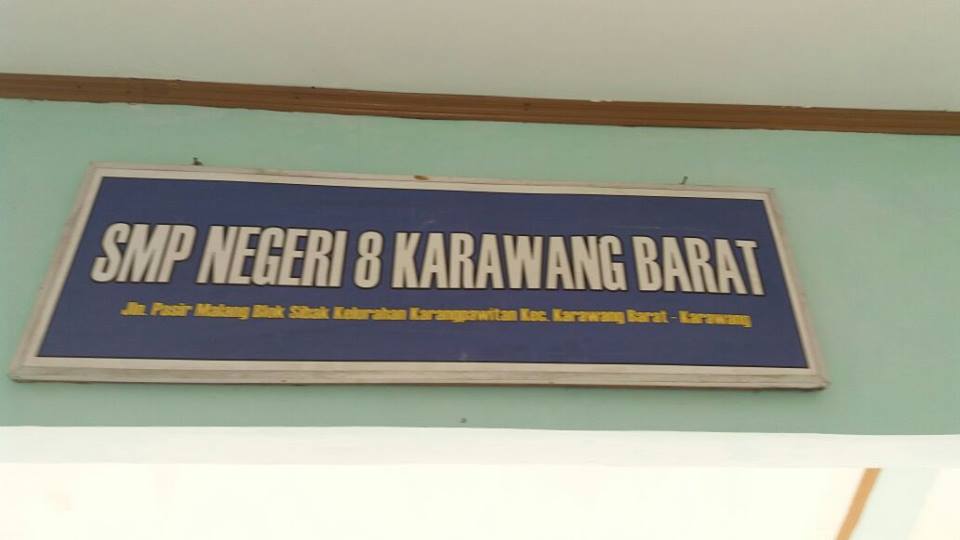 SMP NEGERI 8 KARAWANG BARAT
Jln. Pasir Malang Blok Sibak Kelurahan Karangpawitan Kec. Karawang Barat - Karawang